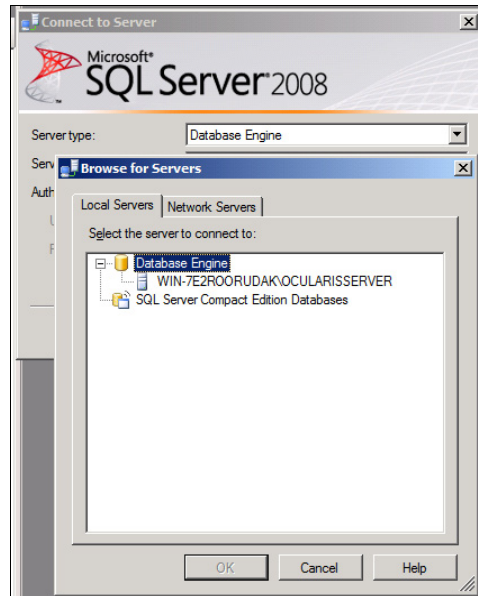 Connect to Server
Microsoft®
SQL Server 2008
Server type:
Database Engine
Serv
Auth
Browse for Servers
Local Servers
Network Servers
Select the server to connect to:
Database Engine
WIN-7E2ROORUDAK\OCULARISSERVER
SQL Server Compact Edition Databases
OK
Cancel
Help